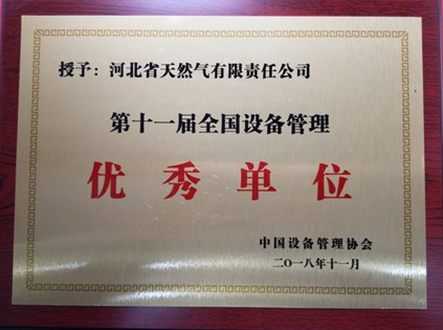 授予：河北省天然气有限责任公司
第十一届全国设备管理
优秀单位
中国设备管理协会
二〇一八年十一月